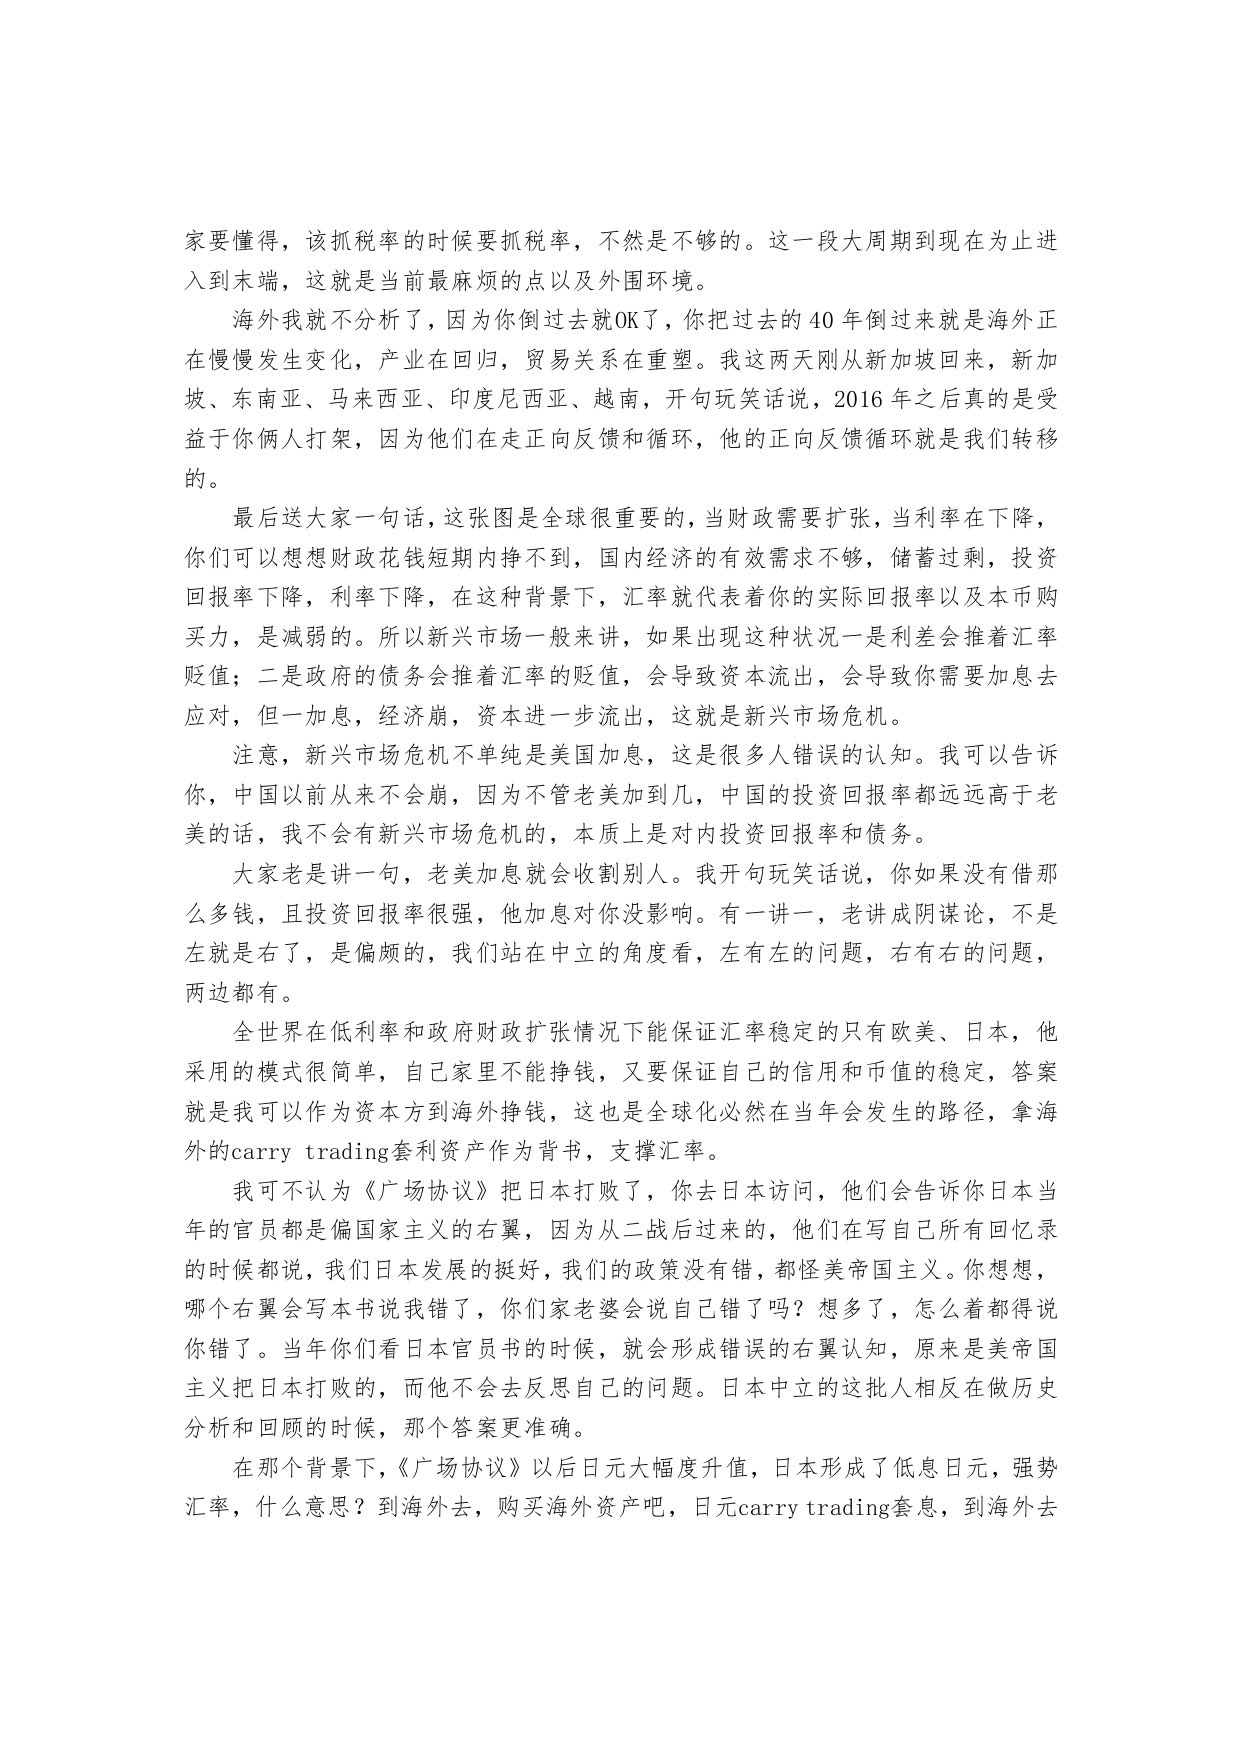 家要懂得，该抓税率的时候要抓税率，不然是不够的。这一段大周期到现在为止进
入到末端，这就是当前最麻烦的点以及外围环境。
海外我就不分析了，因为你倒过去就OK了，你把过去的 40 年倒过来就是海外正
在慢慢发生变化，产业在回归，贸易关系在重塑。我这两天刚从新加坡回来，新加
坡、东南亚、马来西亚、印度尼西亚、越南，开句玩笑话说，2016 年之后真的是受
益于你俩人打架，因为他们在走正向反馈和循环，他的正向反馈循环就是我们转移
的。
最后送大家一句话，这张图是全球很重要的，当财政需要扩张，当利率在下降，
你们可以想想财政花钱短期内挣不到，国内经济的有效需求不够，储蓄过剩，投资
回报率下降，利率下降，在这种背景下，汇率就代表着你的实际回报率以及本币购
买力，是减弱的。所以新兴市场一般来讲，如果出现这种状况一是利差会推着汇率
贬值；二是政府的债务会推着汇率的贬值，会导致资本流出，会导致你需要加息去
应对，但一加息，经济崩，资本进一步流出，这就是新兴市场危机。
注意，新兴市场危机不单纯是美国加息，这是很多人错误的认知。我可以告诉
你，中国以前从来不会崩，因为不管老美加到几，中国的投资回报率都远远高于老
美的话，我不会有新兴市场危机的，本质上是对内投资回报率和债务。
大家老是讲一句，老美加息就会收割别人。我开句玩笑话说，你如果没有借那
么多钱，且投资回报率很强，他加息对你没影响。有一讲一，老讲成阴谋论，不是
左就是右了，是偏颇的，我们站在中立的角度看，左有左的问题，右有右的问题，
两边都有。
全世界在低利率和政府财政扩张情况下能保证汇率稳定的只有欧美、日本，他
采用的模式很简单，自己家里不能挣钱，又要保证自己的信用和币值的稳定，答案
就是我可以作为资本方到海外挣钱，这也是全球化必然在当年会发生的路径，拿海
外的carry trading套利资产作为背书，支撑汇率。
我可不认为《广场协议》把日本打败了，你去日本访问，他们会告诉你日本当
年的官员都是偏国家主义的右翼，因为从二战后过来的，他们在写自己所有回忆录
的时候都说，我们日本发展的挺好，我们的政策没有错，都怪美帝国主义。你想想，
哪个右翼会写本书说我错了，你们家老婆会说自己错了吗？想多了，怎么着都得说
你错了。当年你们看日本官员书的时候，就会形成错误的右翼认知，原来是美帝国
主义把日本打败的，而他不会去反思自己的问题。日本中立的这批人相反在做历史
分析和回顾的时候，那个答案更准确。
在那个背景下，《广场协议》以后日元大幅度升值，日本形成了低息日元，强势
汇率，什么意思？到海外去，购买海外资产吧，日元carry trading套息，到海外去